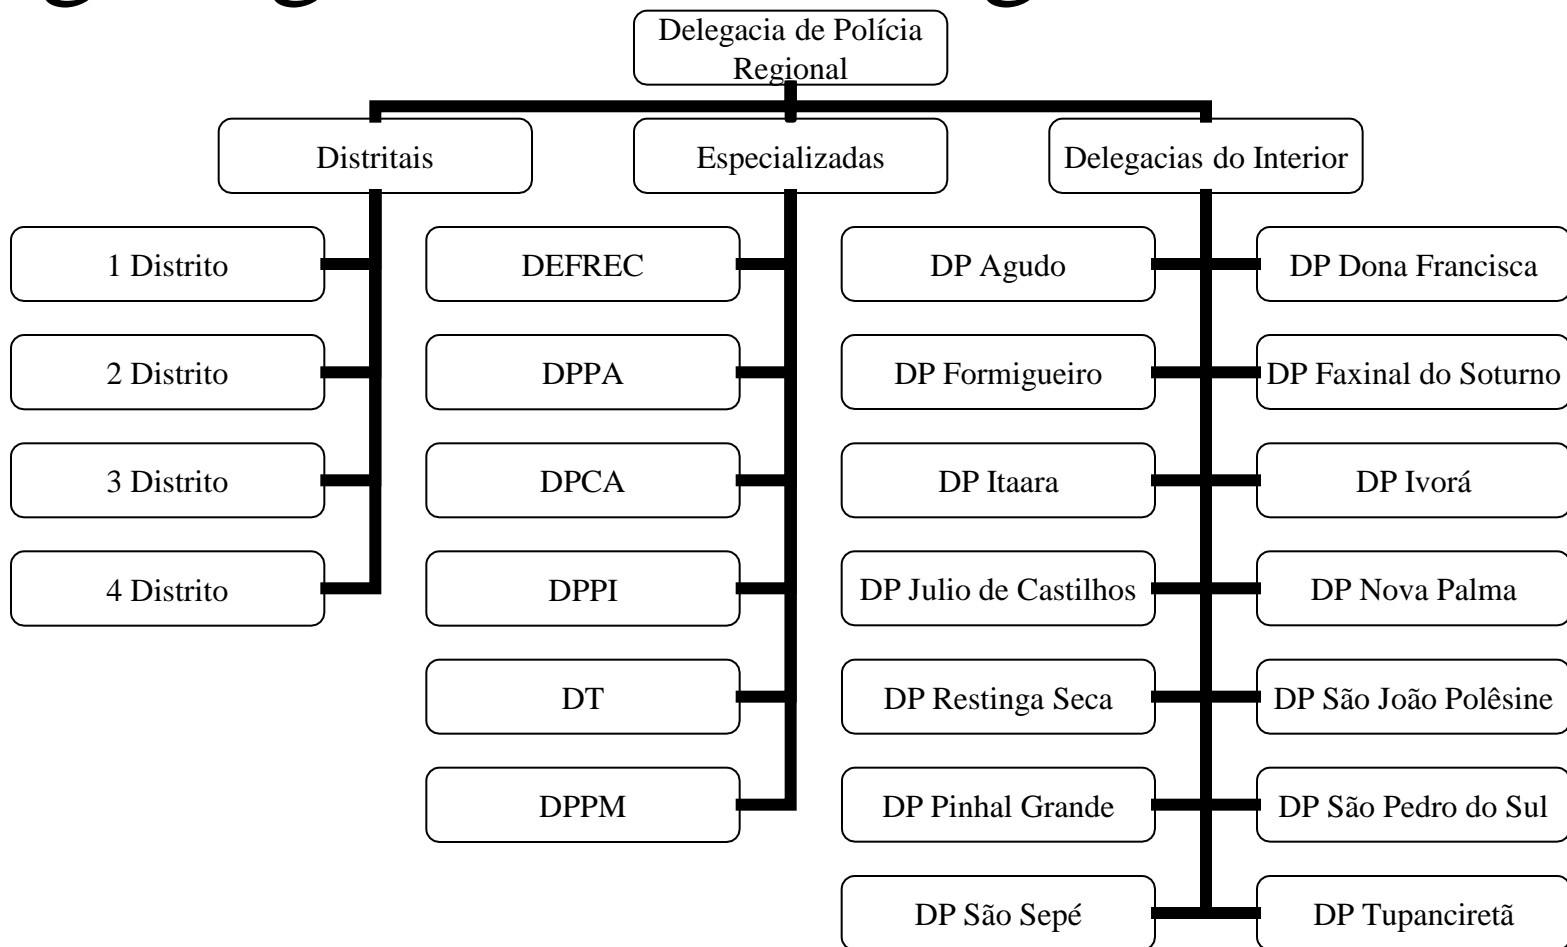 Delegacia de Polícia
Regional
Distritais
Especializadas
Delegacias do Interior
1 Distrito
DEFREC
DP Agudo
DP Dona Francisca
2 Distrito
DPPA
DP Formigueiro
DP Faxinal do Soturno
3 Distrito
DPCA
DP Itaara
DP Ivorá
4 Distrito
DPPI
DP Julio de Castilhos
DP Nova Palma
DT
DP Restinga Seca
DP São João Polêsine
DPPM
DP Pinhal Grande
DP São Pedro do Sul
DP São Sepé
DP Tupanciretã